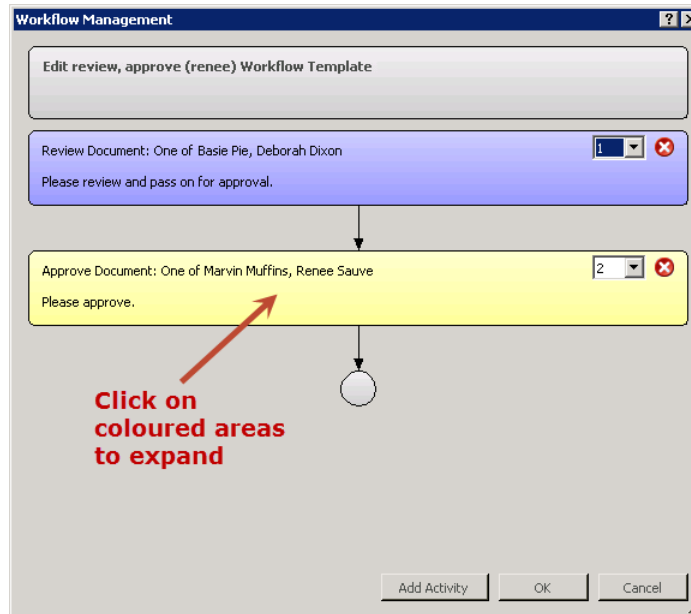 Workflow Management
Edit review, approve (renee) Workflow Template
Review Document: One of Basie Pie, Deborah Dixon
1
Please review and pass on for approval.
Approve Document: One of Marvin Muffins, Renee Sauve
2
Please approve.
Click on
coloured areas
to expand
Add Activity
OK
Cancel